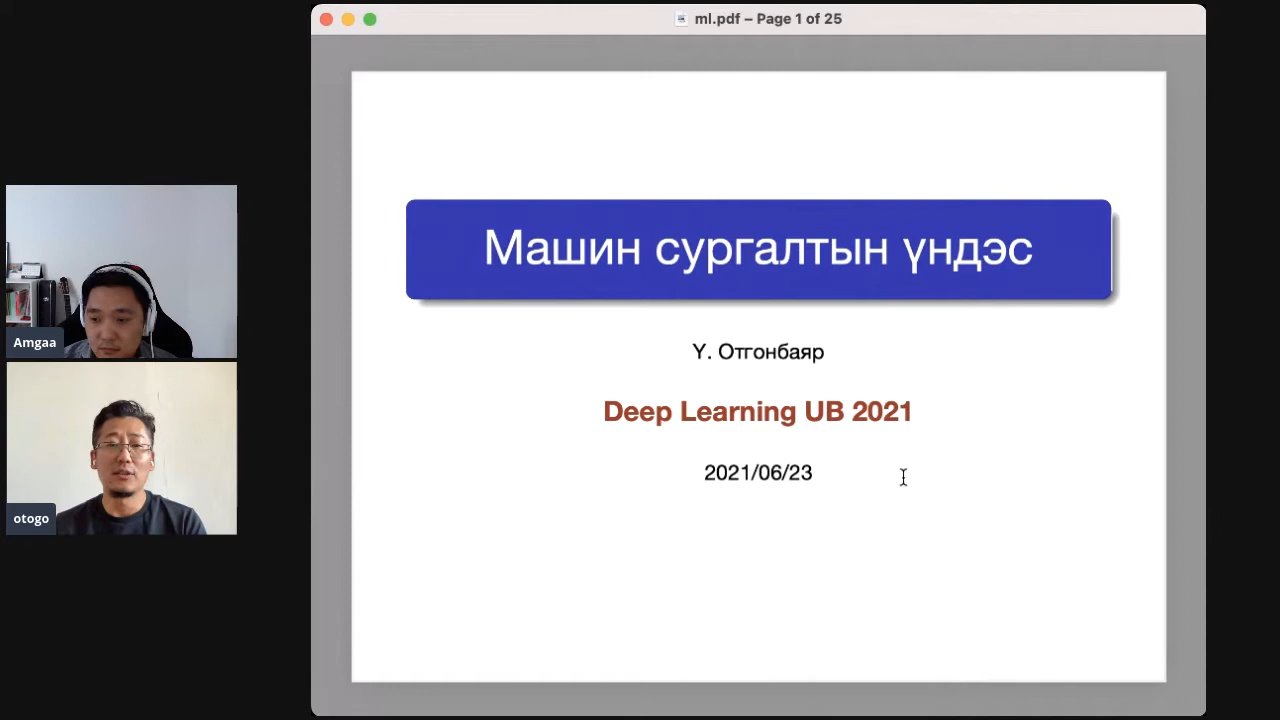 ml.pdf – Page 1 of 25
Машин сургалтын үндэс
Ү. Отгонбаяр
Deep Learning UB 2021
2021/06/23
Amgaa
otogo